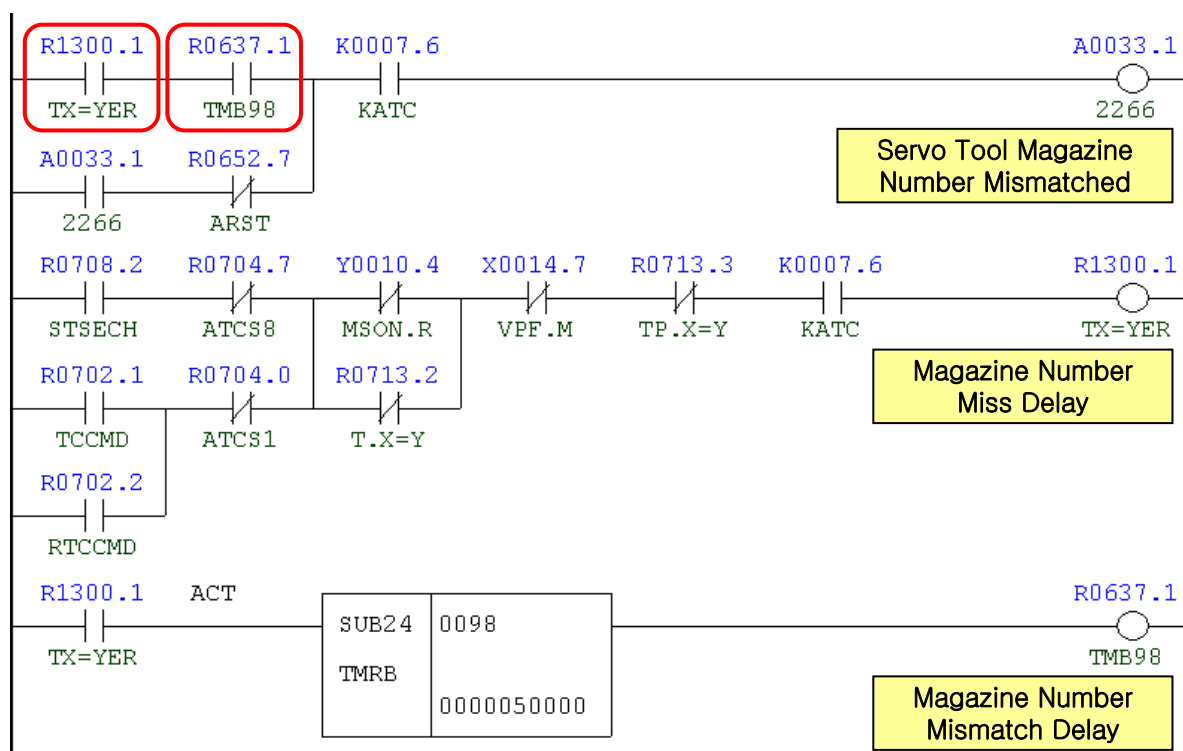 R1300.1 R0637.1 K0007.6 A0033.1
TX=YER TMB98 KATC 2266
Servo Tool Magazine
Number Mismatched
A0033.1 R0652.7
2266 ARST
R0708.2 R0704.7 Y0010.4 X0014.7 R0713.3 K0007.6 R1300.1
STSECH ATCS8 MSON.R VPF.M TP.X=Y KATC TX=YER
Magazine Number
Miss Delay
R0702.1 R0704.0 R0713.2
TCCMD ATCS1 T.X=Y
R0702.2
RTCCMD
R1300.1 ACT R0637.1
SUB24 0098
TX=YER TMB98
TMRB
0000050000
Magazine Number
Mismatch Delay